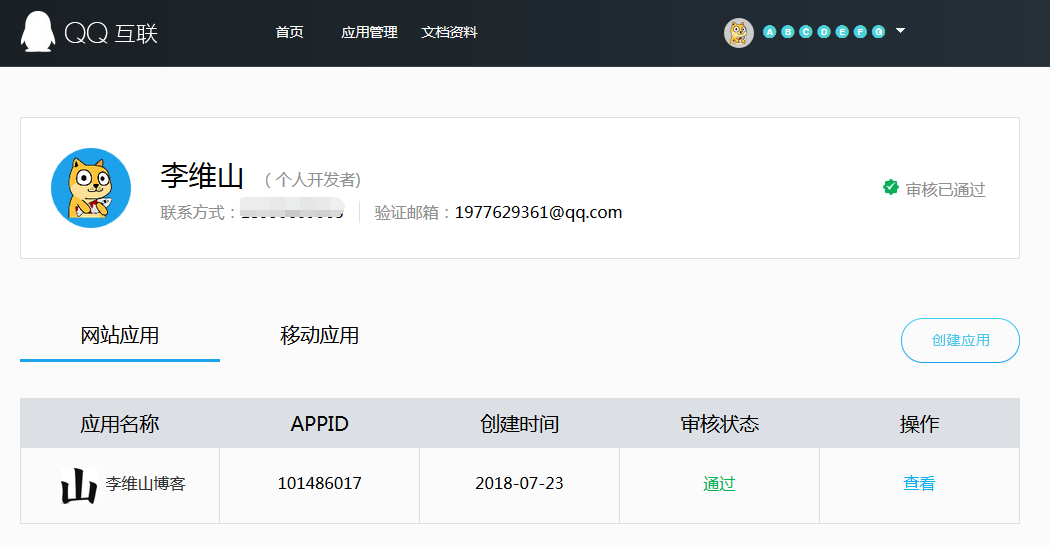 QQ 互联 首页 应用管理 文档资料 A B C D E F G
李维山 ( 个人开发者)
审核已通过
联系方式： 验证邮箱：1977629361@qq.com
网站应用 移动应用 创建应用
应用名称 APPID 创建时间 审核状态 操作
山 李维山博客 101486017 2018-07-23 通过 查看